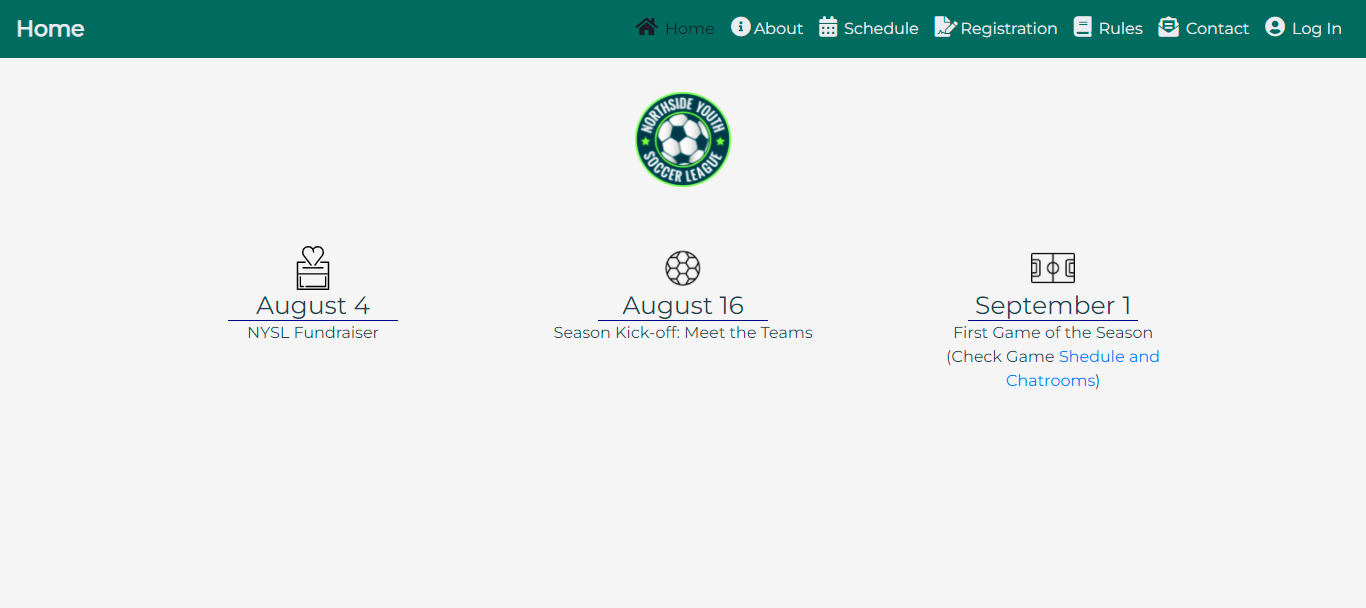 Home
Home About Schedule Registration Rules Contact Log In
NORTHSIDE YOUTH
SOCCER LEAGUE
August 4
NYSL Fundraiser
August 16
Season Kick-off: Meet the Teams
September 1
First Game of the Season
(Check Game Shedule and
Chatrooms)